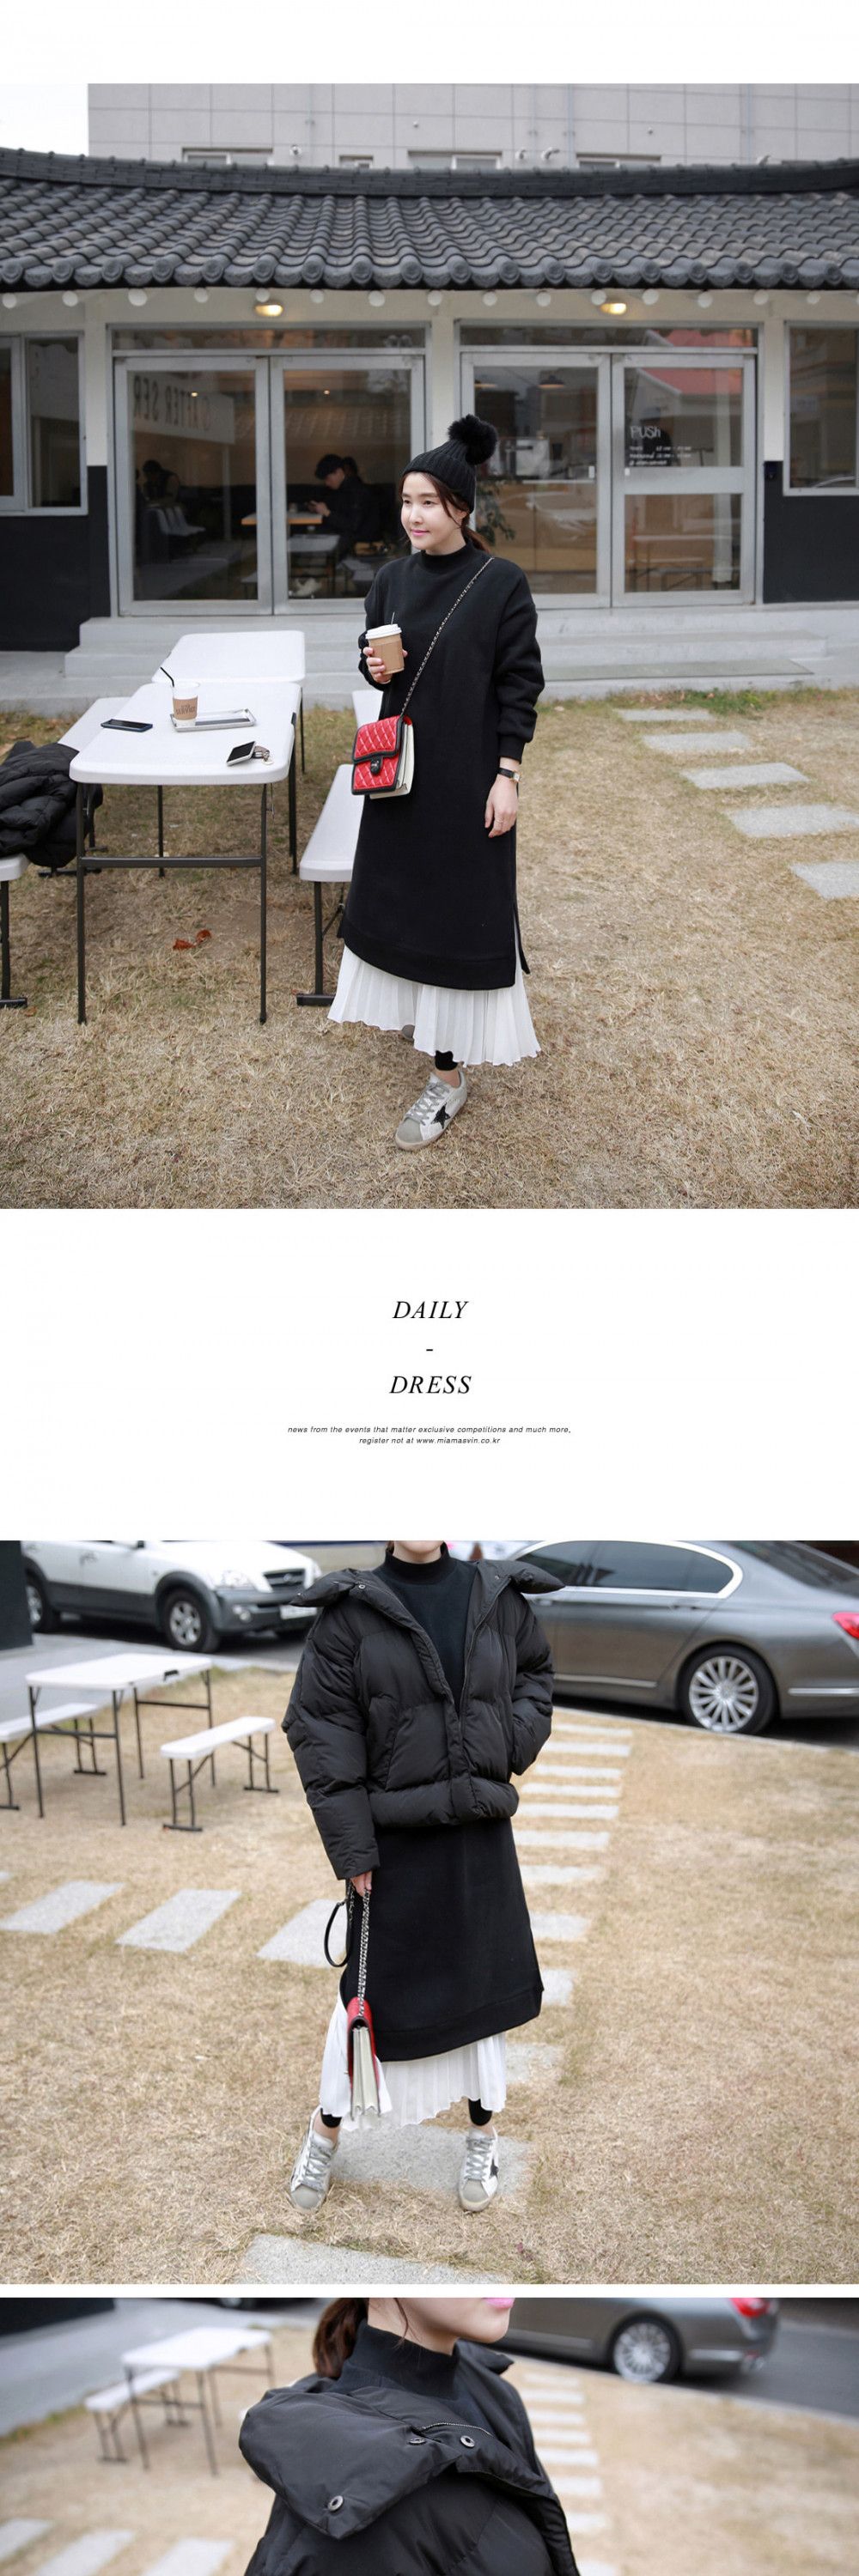 PUSH
DAILY
-
DRESS
news from the events that matter exclusive competitions and much more,
register not at www.miamasvin.co.kr